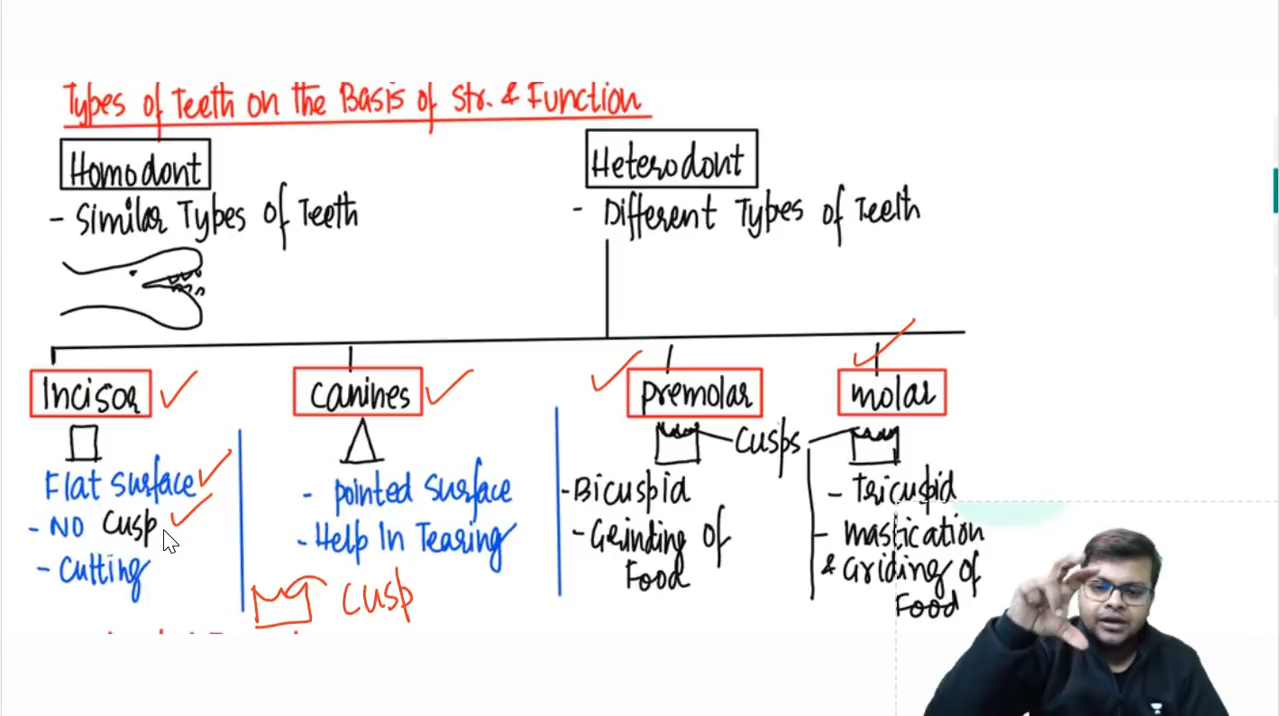 Types of Teeth on the Basis of Str. & Function
Homodont
- Similar Types of Teeth
Heterodont
- Different Types of Teeth
Incisor
Flat Surface
- NO Cusp
- Cutting
Canines
- pointed Surface
- Help In Tearing
Cusp
premolar
Cusps
- Bicuspid
- Grinding of
Food
molar
- Tricuspid
- mastication
& Griding of
Food